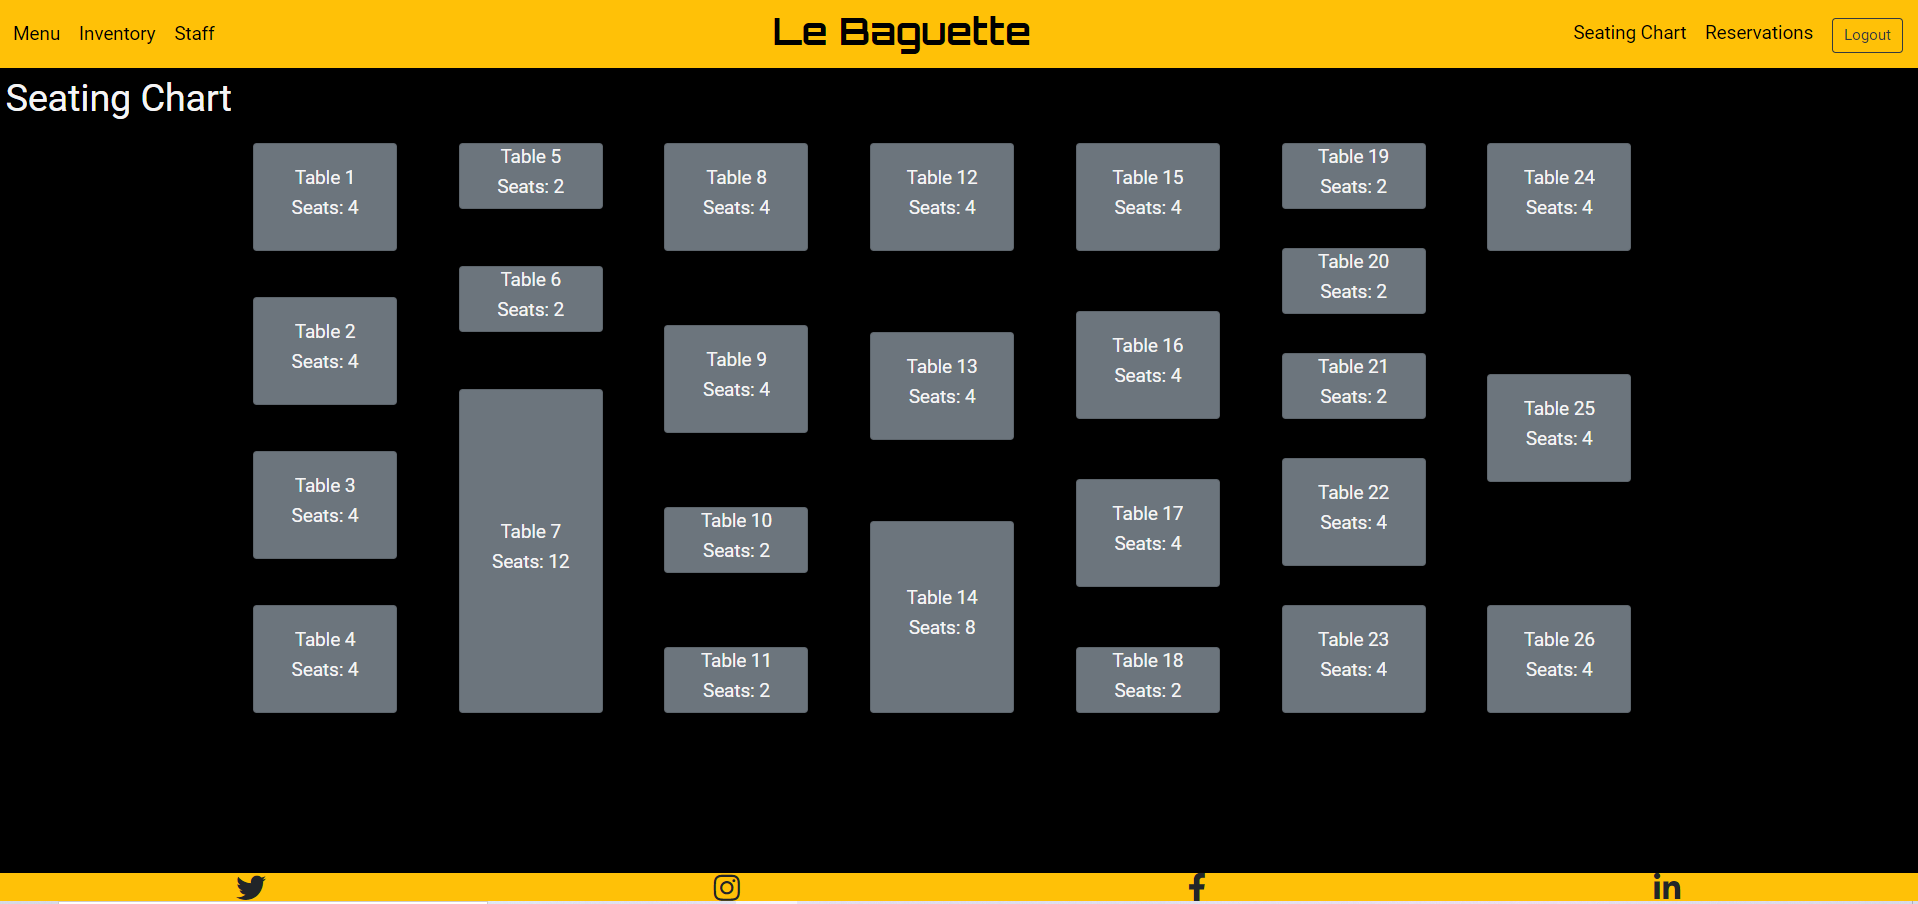 Menu Inventory Staff
Le Baguette
Seating Chart Reservations Logout
Seating Chart
Table 1
Seats: 4
Table 2
Seats: 4
Table 3
Seats: 4
Table 4
Seats: 4
Table 5
Seats: 2
Table 6
Seats: 2
Table 7
Seats: 12
Table 8
Seats: 4
Table 9
Seats: 4
Table 10
Seats: 2
Table 11
Seats: 2
Table 12
Seats: 4
Table 13
Seats: 4
Table 14
Seats: 8
Table 15
Seats: 4
Table 16
Seats: 4
Table 17
Seats: 4
Table 18
Seats: 2
Table 19
Seats: 2
Table 20
Seats: 2
Table 21
Seats: 2
Table 22
Seats: 4
Table 23
Seats: 4
Table 24
Seats: 4
Table 25
Seats: 4
Table 26
Seats: 4